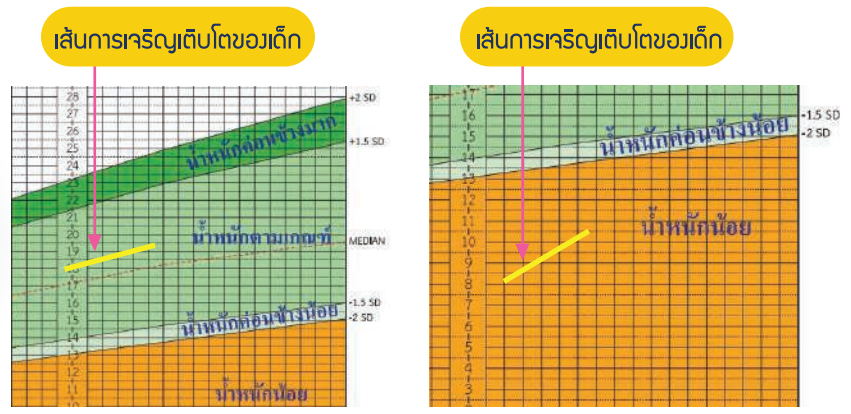 เส้นการเจริญเติบโตของเด็ก
28
27
26
25
24
23
22
21
20
19
18
17
16
15
14
13
12
11
10
+2 SD
+1.5 SD
MEDIAN
-1.5 SD
-2 SD
น้ำหนักค่อนข้างมาก
น้ำหนักตามเกณฑ์
น้ำหนักค่อนข้างน้อย
น้ำหนักน้อย
เส้นการเจริญเติบโตของเด็ก
17
16
15
14
13
12
11
10
9
8
7
6
5
4
3
2
-1.5 SD
-2 SD
น้ำหนักค่อนข้างน้อย
น้ำหนักน้อย